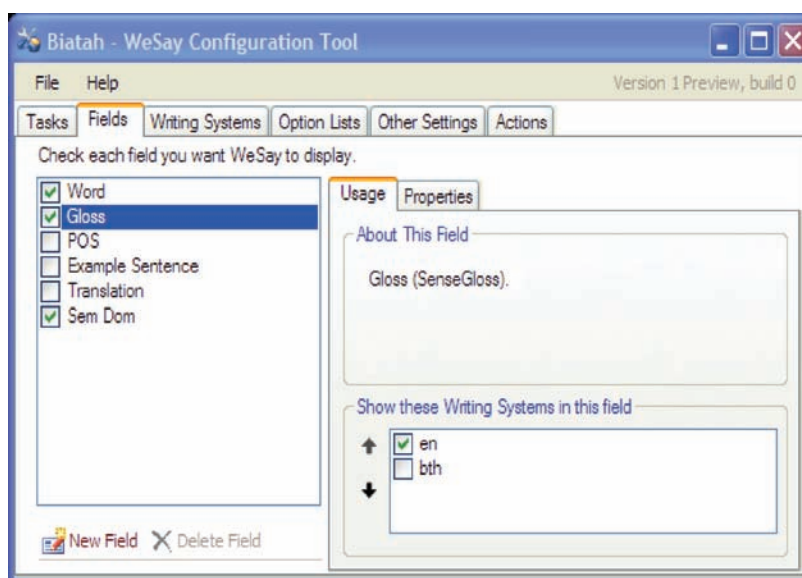 Biatah - WeSay Configuration Tool
File Help Version 1 Preview, build 0
Tasks Fields Writing Systems Option Lists Other Settings Actions
Check each field you want WeSay to display.
Word
Gloss
POS
Example Sentence
Translation
Sem Dom
New Field Delete Field
Usage Properties
About This Field
Gloss (SenseGloss).
Show these Writing Systems in this field
en
bth